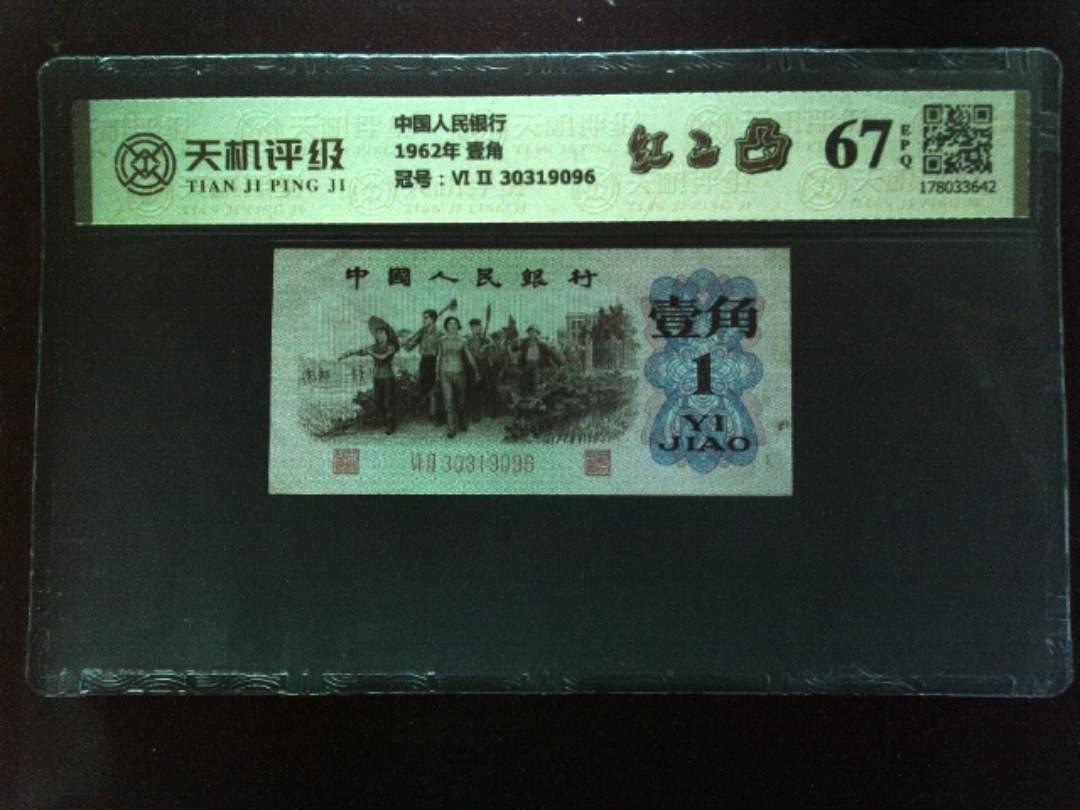 天机评级
TIAN JI PING JI
中国人民银行
1962年 壹角
冠号：VI II 30319096
红二凸
67
EPQ
178033642
中國人民銀行
壹角
1
YI
JIAO
VI II 30319096